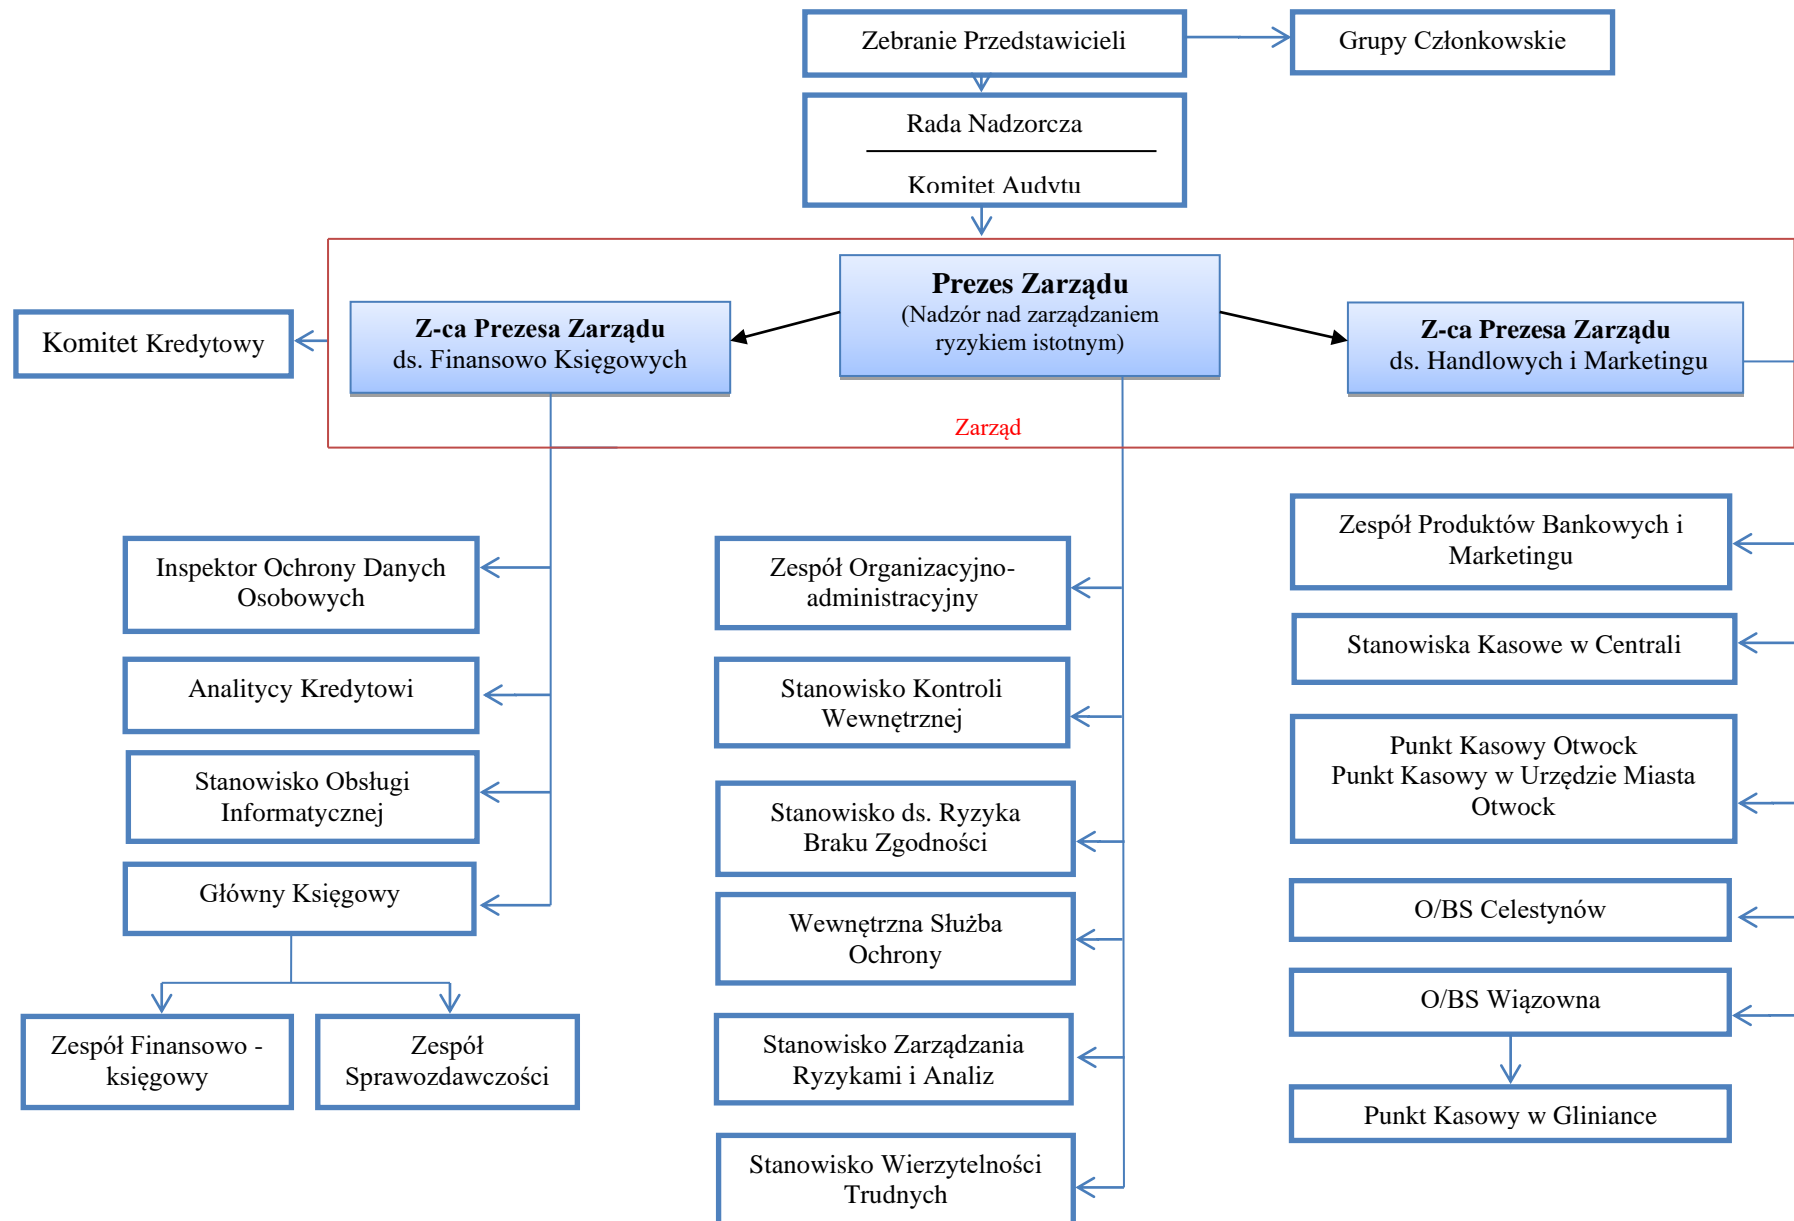 Zebranie Przedstawicieli
Grupy Członkowskie
Rada Nadzorcza
Komitet Audytu
Prezes Zarządu
(Nadzór nad zarządzaniem
ryzykiem istotnym)
Z-ca Prezesa Zarządu
ds. Finansowo Księgowych
Z-ca Prezesa Zarządu
ds. Handlowych i Marketingu
Komitet Kredytowy
Zarząd
Inspektor Ochrony Danych
Osobowych
Analitycy Kredytowi
Stanowisko Obsługi
Informatycznej
Główny Księgowy
Zespół Finansowo -
księgowy
Zespół
Sprawozdawczości
Zespół Organizacyjno-
administracyjny
Stanowisko Kontroli
Wewnętrznej
Stanowisko ds. Ryzyka
Braku Zgodności
Wewnętrzna Służba
Ochrony
Stanowisko Zarządzania
Ryzykami i Analiz
Stanowisko Wierzytelności
Trudnych
Zespół Produktów Bankowych i
Marketingu
Stanowiska Kasowe w Centrali
Punkt Kasowy Otwock
Punkt Kasowy w Urzędzie Miasta
Otwock
O/BS Celestynów
O/BS Wiązowna
Punkt Kasowy w Gliniance